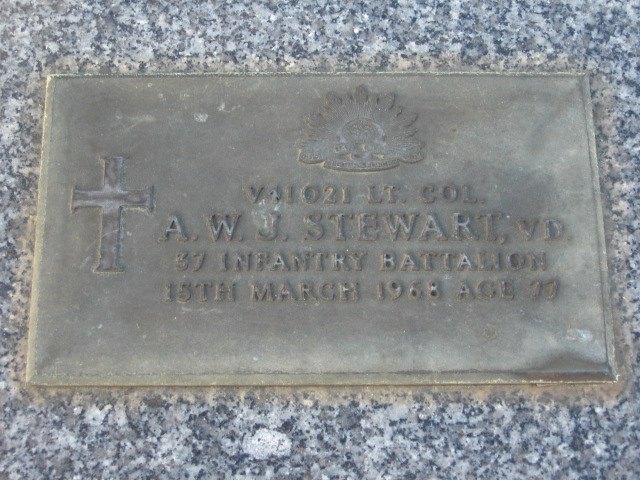 V41021 LT. COL.
A. W. J. STEWART, VD.
37 INFANTRY BATTALION
15TH MARCH 1968 AGE 77